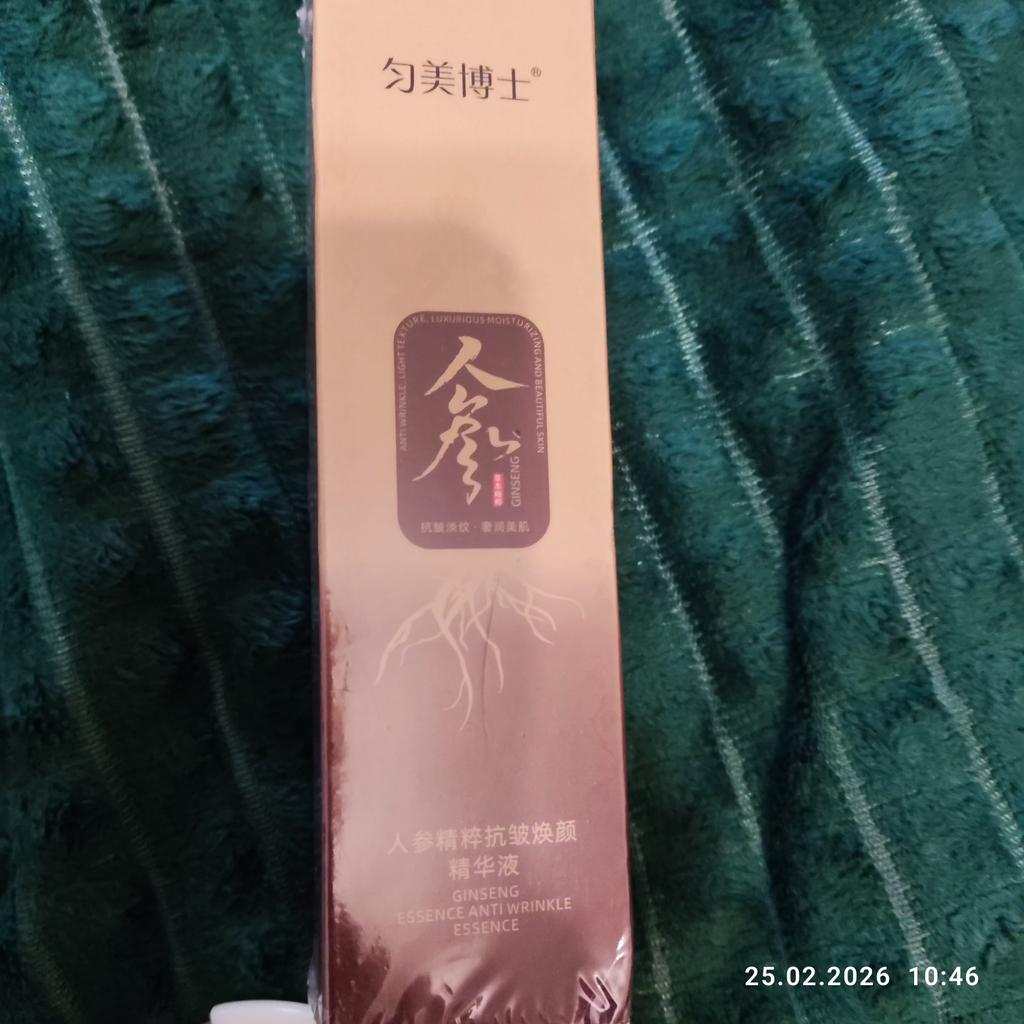 匀美博士®
ANTI WRINKLE, LIGHT TEXTURE, LUXURIOUS MOISTURIZING AND BEAUTIFUL SKIN
人参
GINSENG
抗皱淡纹·奢润美肌
人参精粹抗皱焕颜
精华液
GINSENG
ESSENCE ANTI WRINKLE
ESSENCE
25.02.2026 10:46